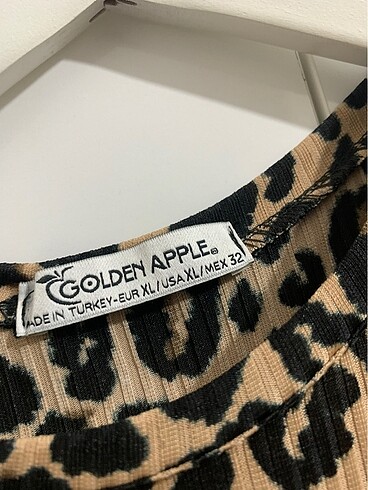 GOLDEN APPLE®
ADE IN TURKEY-EUR XL/USA XL/MEX 32